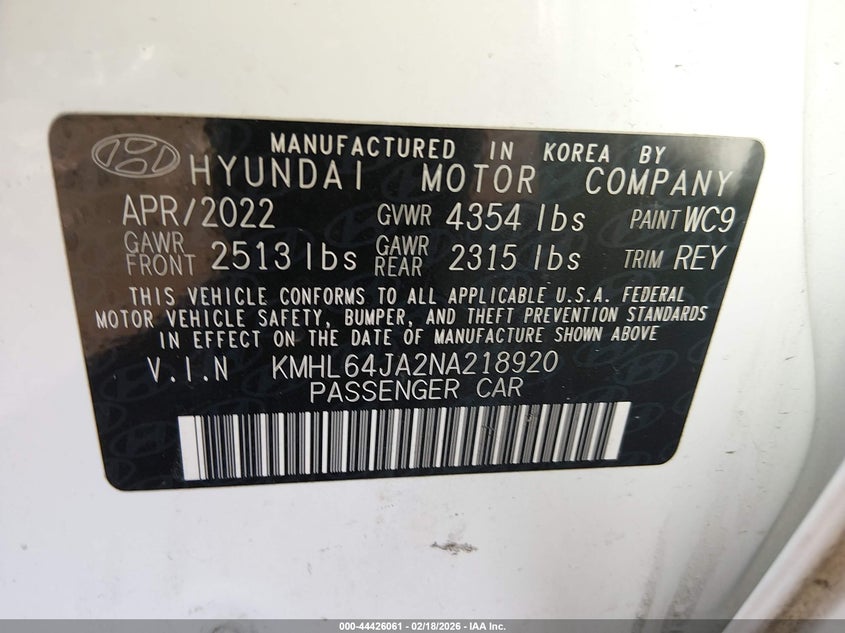 MANUFACTURED IN KOREA BY
HYUNDAI MOTOR COMPANY
APR/2022 GVWR 4354 lbs PAINT WC9
GAWR FRONT 2513 lbs GAWR REAR 2315 lbs TRIM REY
THIS VEHICLE CONFORMS TO ALL APPLICABLE U.S.A. FEDERAL
MOTOR VEHICLE SAFETY, BUMPER, AND THEFT PREVENTION STANDARDS
IN EFFECT ON THE DATE OF MANUFACTURE SHOWN ABOVE
V.I.N KMHL64JA2NA218920
PASSENGER CAR
000-44426061 - 02/18/2026 - IAA Inc.